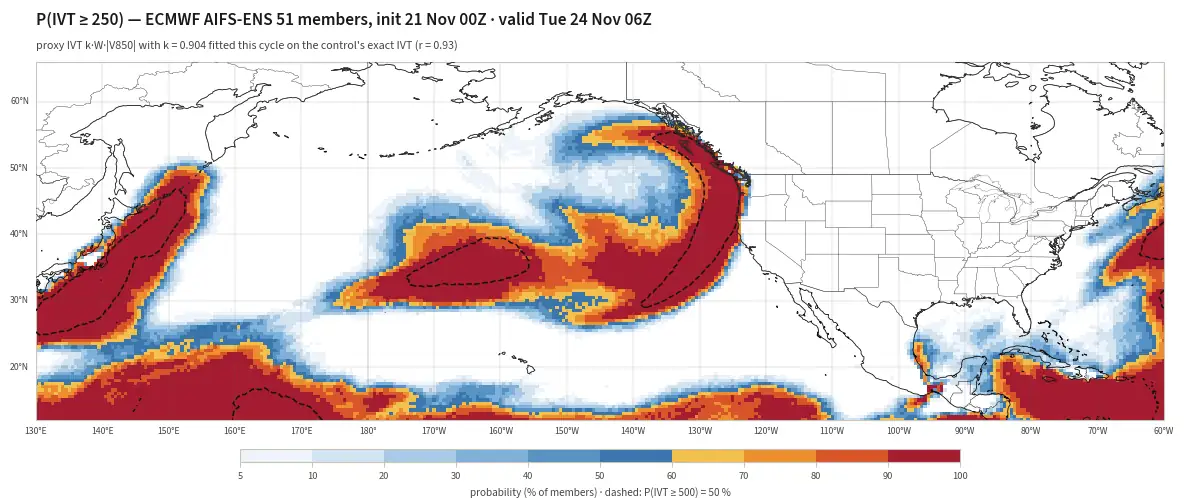 P(IVT ≥ 250) — ECMWF AIFS-ENS 51 members, init 21 Nov 00Z · valid Tue 24 Nov 06Z
proxy IVT k·W·|V850| with k = 0.904 fitted this cycle on the control's exact IVT (r = 0.93)
60°N
50°N
40°N
30°N
20°N
130°E 140°E 150°E 160°E 170°E 180° 170°W 160°W 150°W 140°W 130°W 120°W 110°W 100°W 90°W 80°W 70°W 60°W
5 10 20 30 40 50 60 70 80 90 100
probability (% of members) · dashed: P(IVT ≥ 500) = 50 %